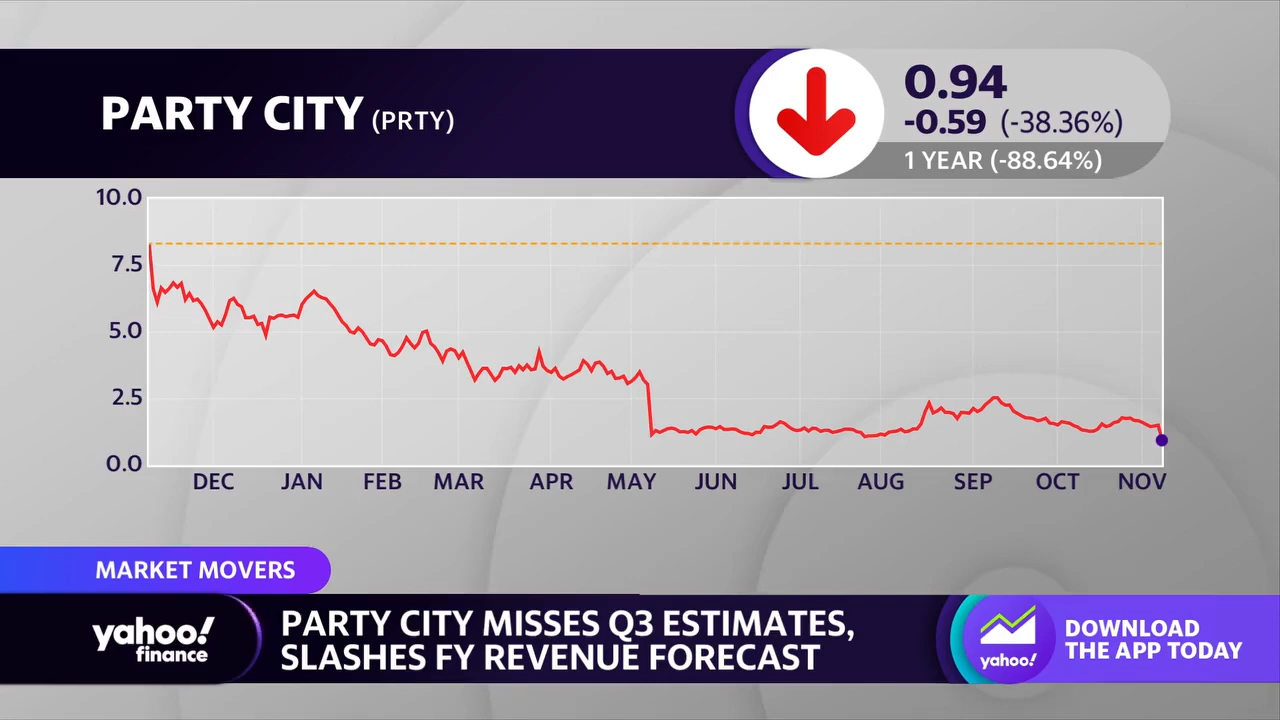 PARTY CITY (PRTY)
0.94
-0.59 (-38.36%)
1 YEAR (-88.64%)
10.0
7.5
5.0
2.5
0.0
DEC JAN FEB MAR APR MAY JUN JUL AUG SEP OCT NOV
MARKET MOVERS
yahoo!
finance
PARTY CITY MISSES Q3 ESTIMATES,
SLASHES FY REVENUE FORECAST
yahoo!
DOWNLOAD
THE APP TODAY